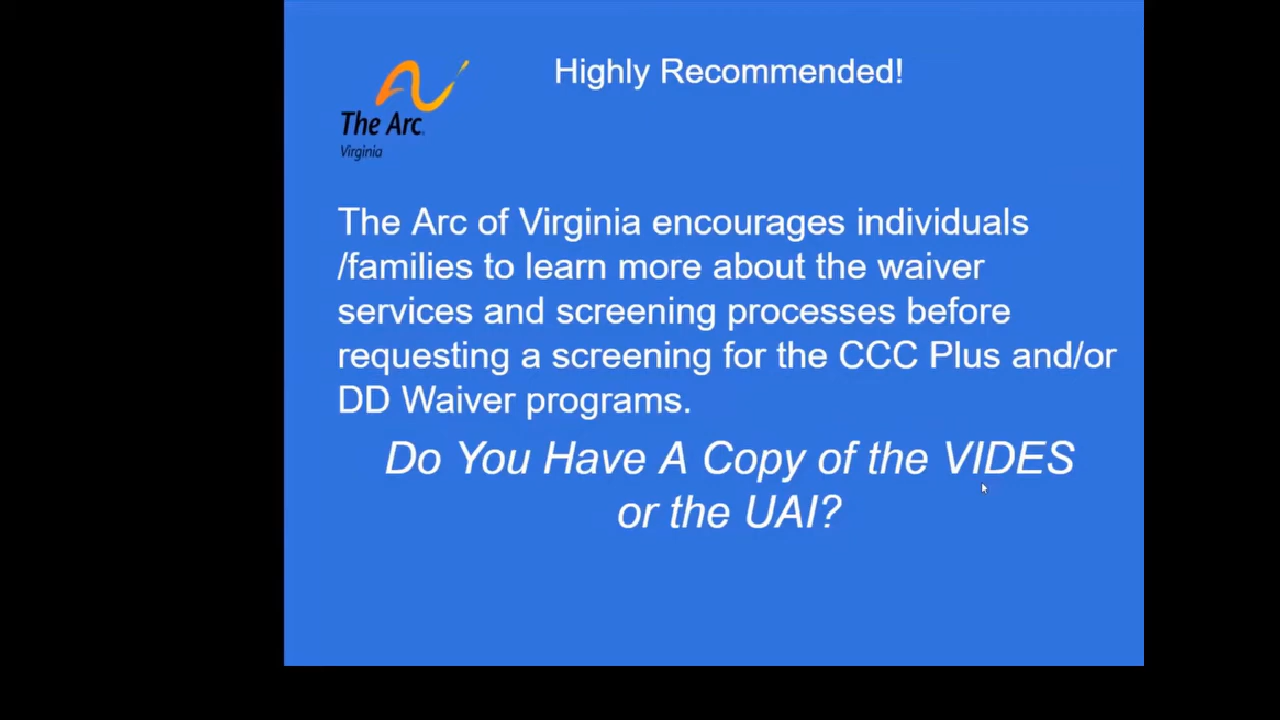 Highly Recommended!
The Arc
Virginia
The Arc of Virginia encourages individuals
/families to learn more about the waiver
services and screening processes before
requesting a screening for the CCC Plus and/or
DD Waiver programs.
Do You Have A Copy of the VIDES
or the UAI?